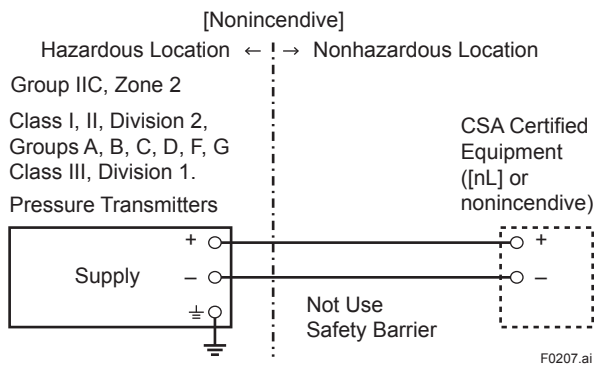 [Nonincendive]
Hazardous Location ← → Nonhazardous Location
Group IIC, Zone 2
Class I, II, Division 2,
Groups A, B, C, D, F, G
Class III, Division 1.
Pressure Transmitters
CSA Certified
Equipment
([nL] or
nonincendive)
+ +
Supply – –
Not Use
Safety Barrier
F0207.ai